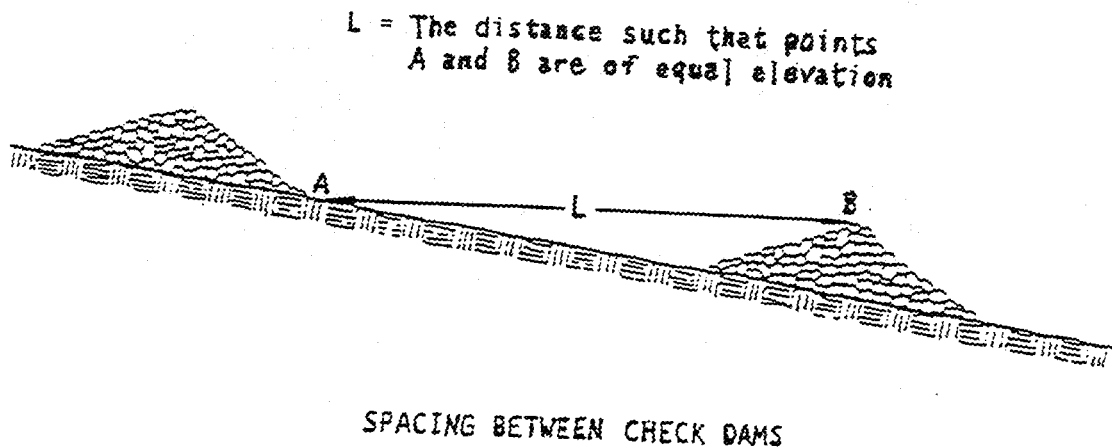 L = The distance such that points
A and B are of equal elevation
A
L
B
SPACING BETWEEN CHECK DAMS